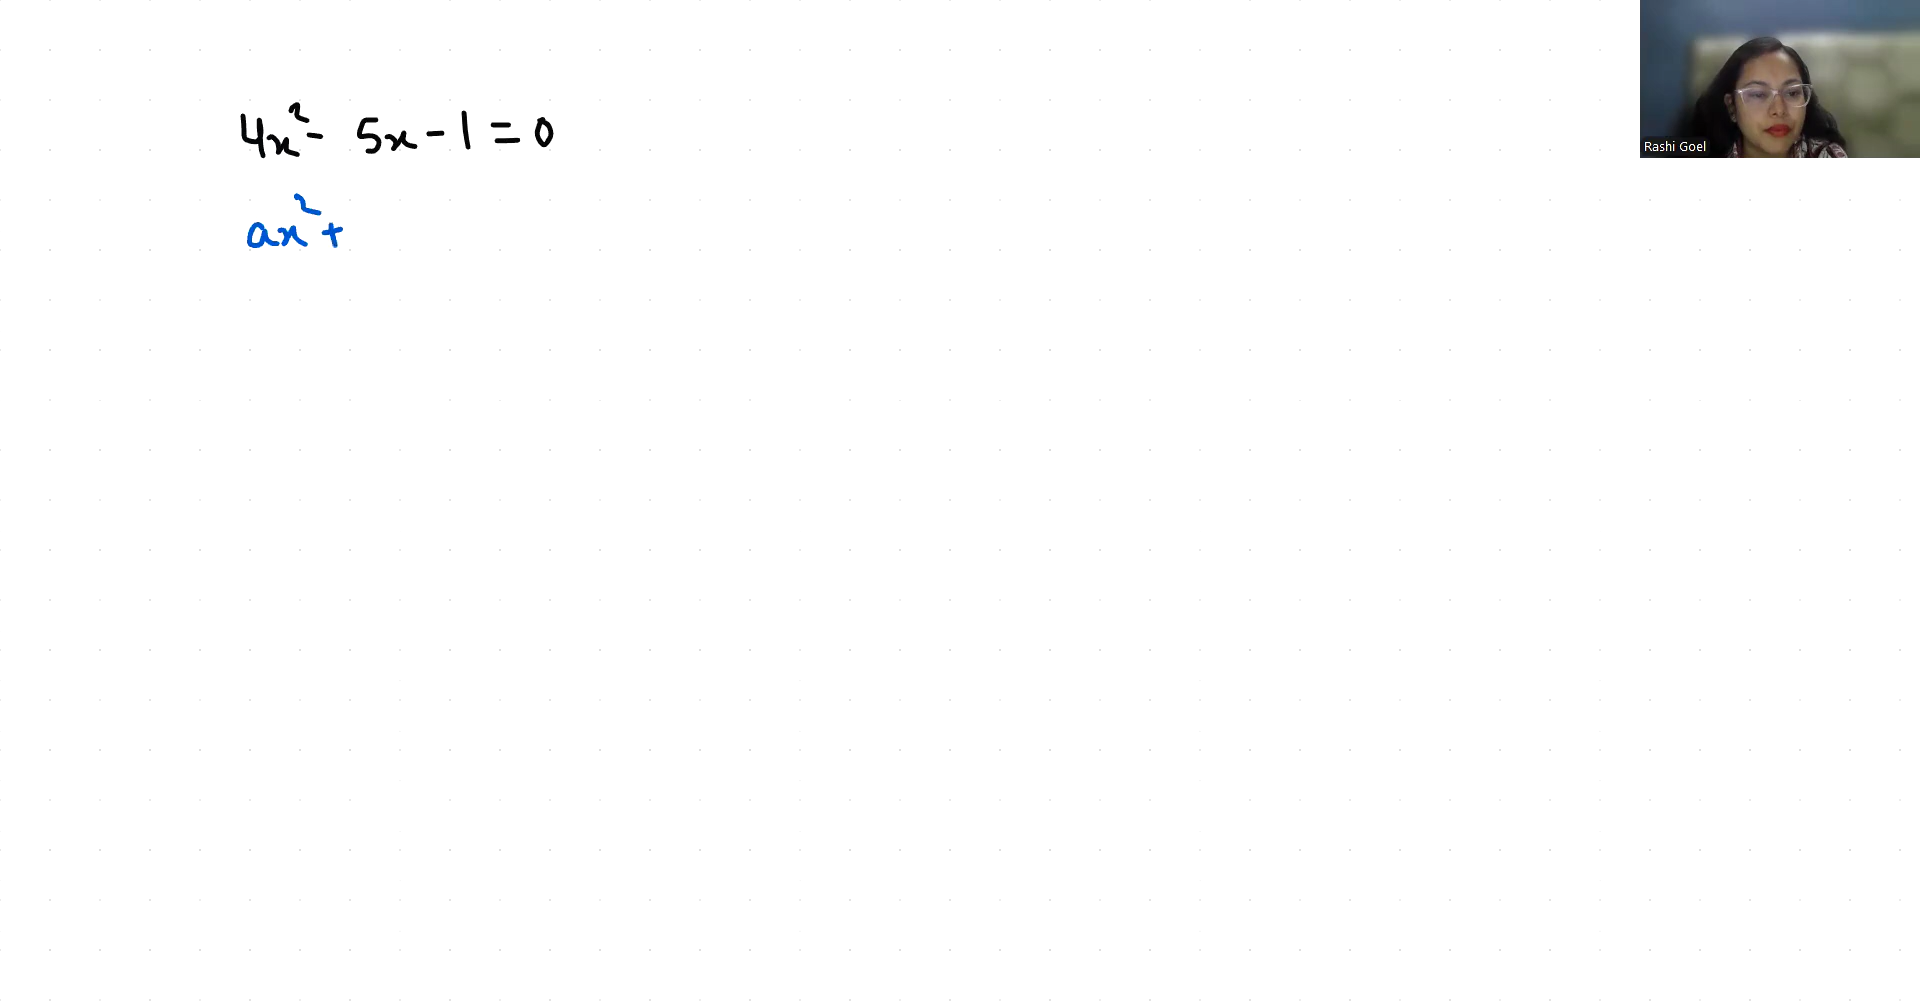 4x² - 5x - 1 = 0
ax² +
Rashi Goel